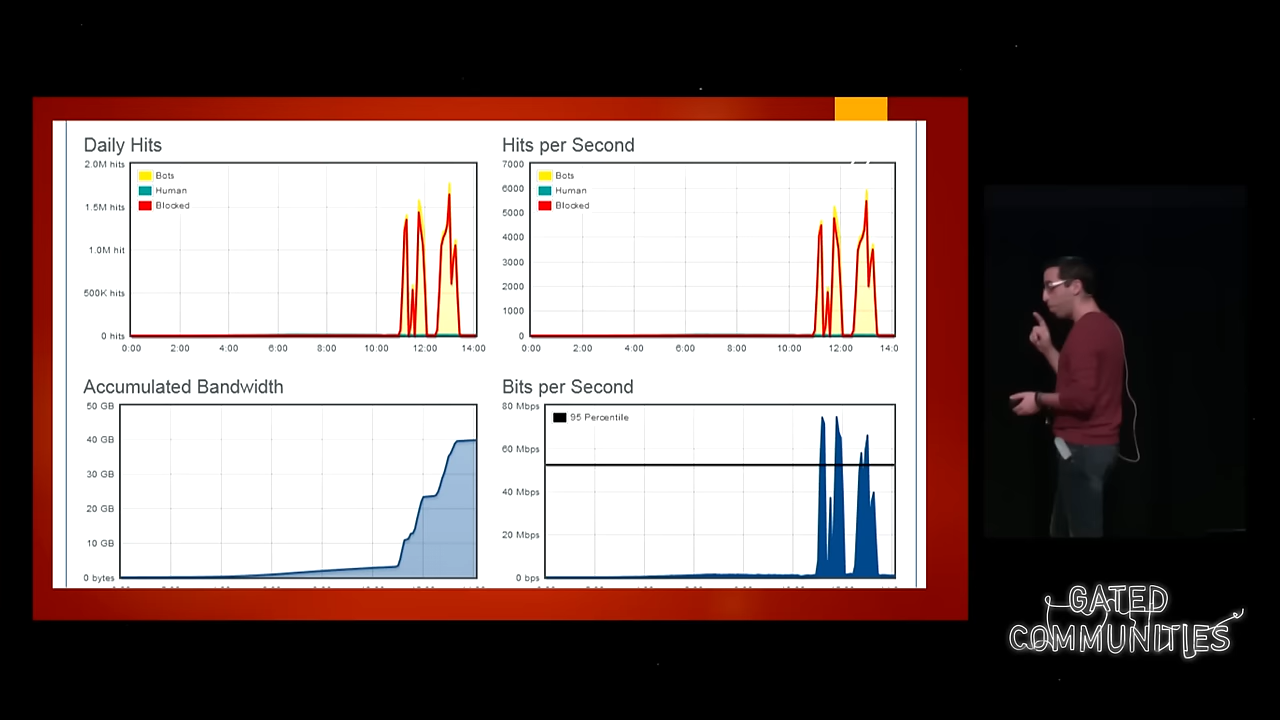 Daily Hits
2.0M hits
1.5M hits
1.0M hit
500K hits
0 hits
Bots
Human
Blocked
0:00 2:00 4:00 6:00 8:00 10:00 12:00 14:00
Hits per Second
7000
6000
5000
4000
3000
2000
1000
0
Bots
Human
Blocked
0:00 2:00 4:00 6:00 8:00 10:00 12:00 14:0
Accumulated Bandwidth
50 GB
40 GB
30 GB
20 GB
10 GB
0 bytes
Bits per Second
80 Mbps
60 Mbps
40 Mbps
20 Mbps
0 bps
95 Percentile
GATED
COMMUNITIES